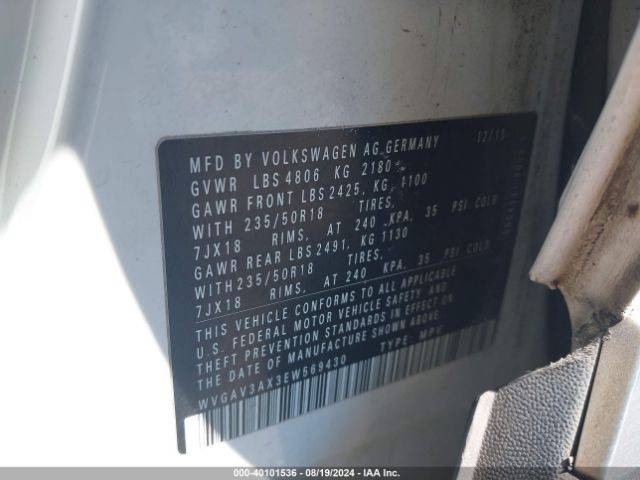 MFD BY VOLKSWAGEN AG GERMANY 12/13
GVWR LBS 4806 KG 2180
GAWR FRONT LBS 2425, KG 1100
WITH 235/50R18 TIRES,
7JX18 RIMS, AT 240 KPA, 35 PSI COLD
GAWR REAR LBS 2491, KG 1130
WITH 235/50R18 TIRES,
7JX18 RIMS, AT 240 KPA, 35 PSI COLD
THIS VEHICLE CONFORMS TO ALL APPLICABLE
U.S. FEDERAL MOTOR VEHICLE SAFETY AND
THEFT PREVENTION STANDARDS IN EFFECT ON
THE DATE OF MANUFACTURE SHOWN ABOVE.
WVGAV3AX3EW569430 TYPE: MPV
000-40101536 - 08/19/2024 - IAA Inc.